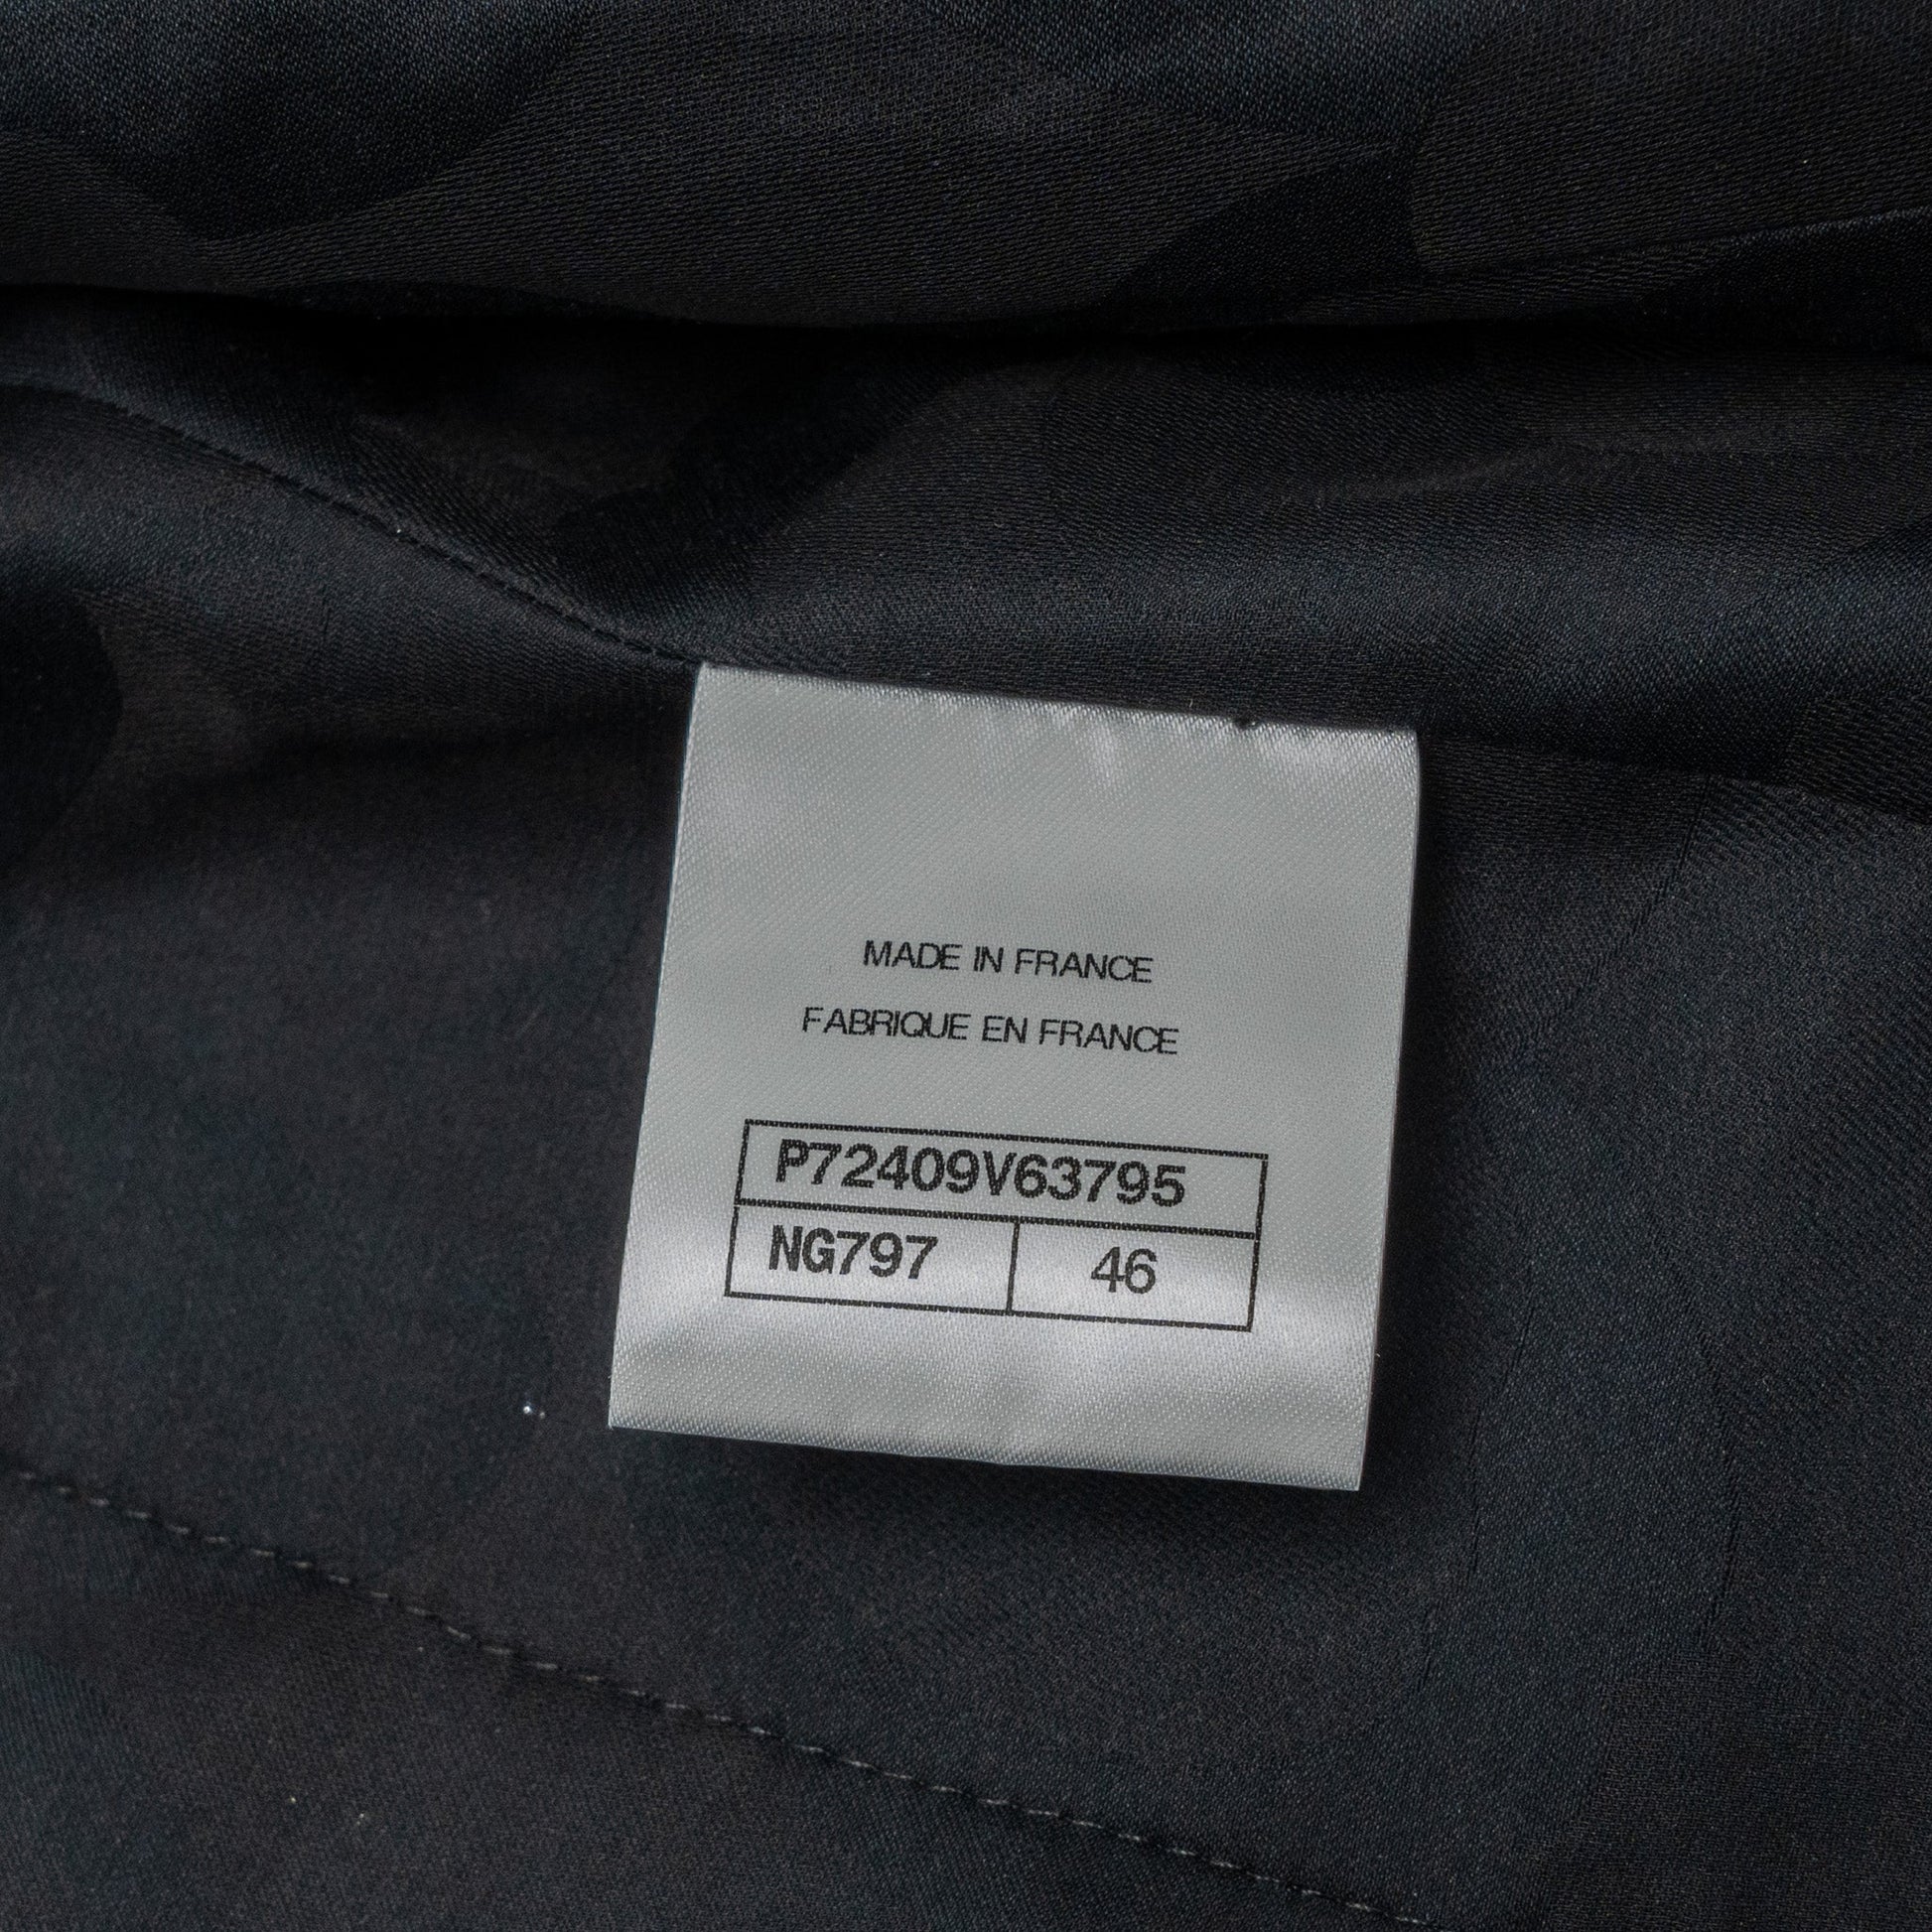 MADE IN FRANCE
FABRIQUE EN FRANCE
P72409V63795
NG797 46